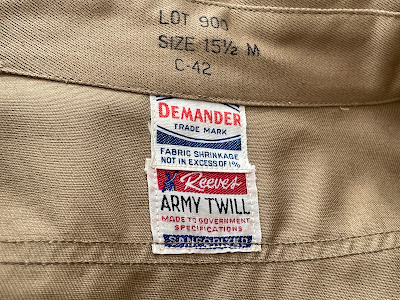 LOT 900
SIZE 15½ M
C-42
DEMANDER
TRADE MARK
FABRIC SHRINKAGE
NOT IN EXCESS OF 1%
Reeves
ARMY TWILL
MADE TO GOVERNMENT
SPECIFICATIONS
SANFORIZED